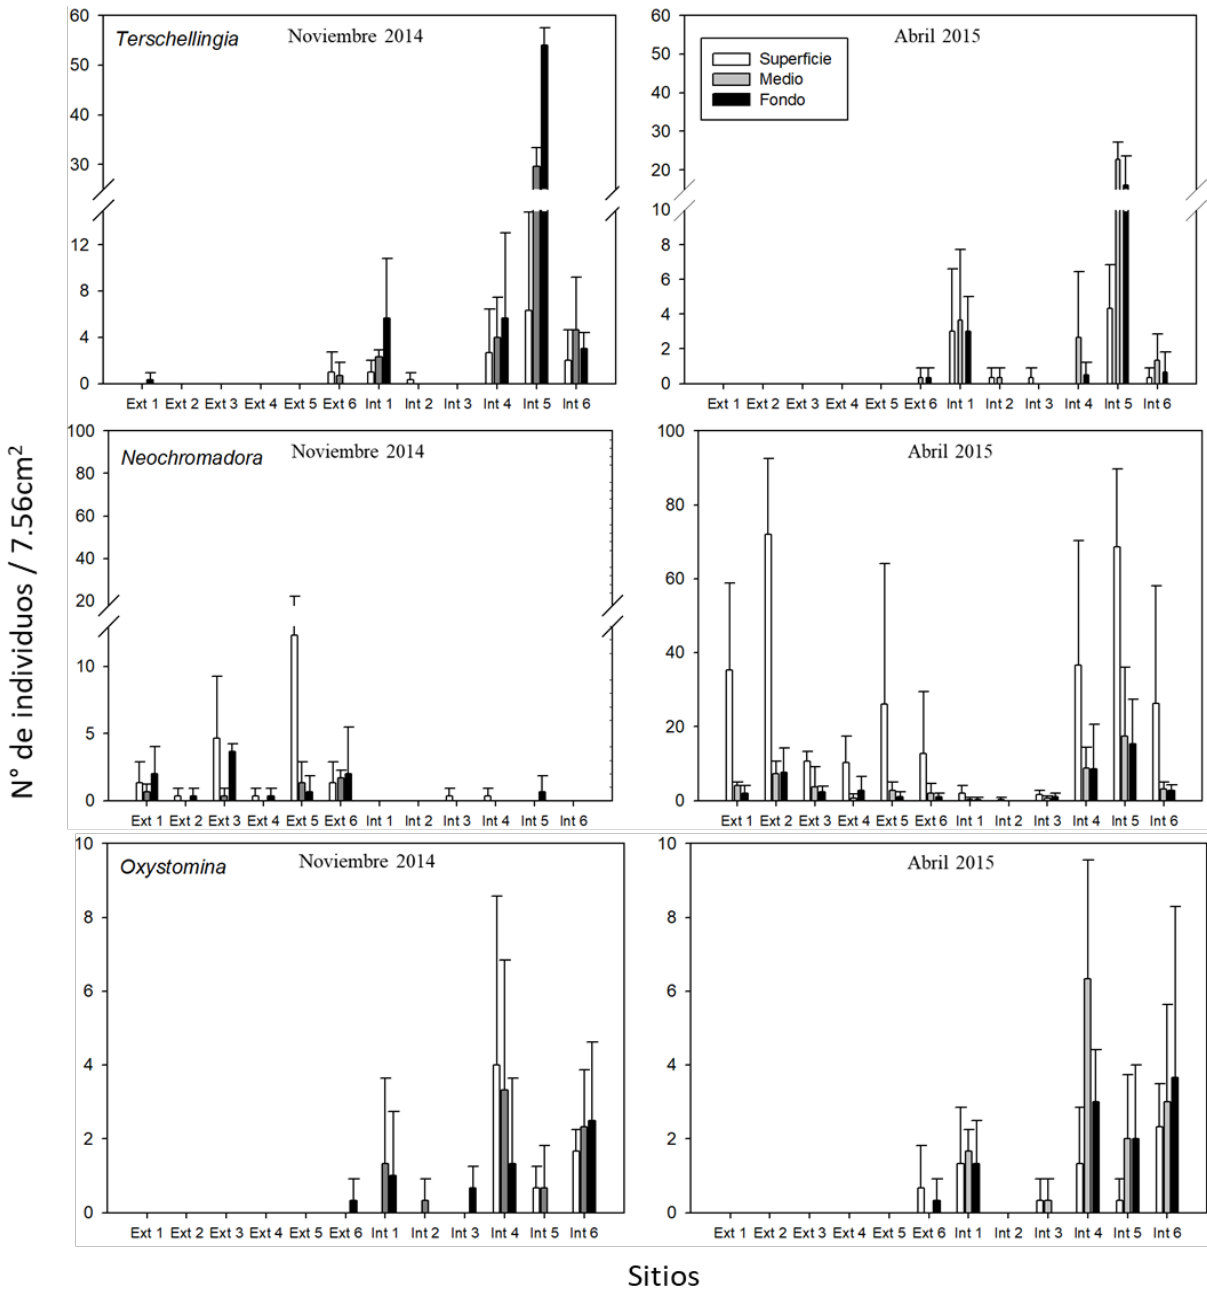 N° de individuos / 7.56cm²
Terschellingia
Noviembre 2014
60
50
40
30
12
8
4
0
Ext 1 Ext 2 Ext 3 Ext 4 Ext 5 Ext 6 Int 1 Int 2 Int 3 Int 4 Int 5 Int 6
Abril 2015
Superficie
Medio
Fondo
60
50
40
30
20
10
8
6
4
2
0
Ext 1 Ext 2 Ext 3 Ext 4 Ext 5 Ext 6 Int 1 Int 2 Int 3 Int 4 Int 5 Int 6
Neochromadora
Noviembre 2014
100
80
60
40
20
10
5
0
Ext 1 Ext 2 Ext 3 Ext 4 Ext 5 Ext 6 Int 1 Int 2 Int 3 Int 4 Int 5 Int 6
Abril 2015
100
80
60
40
20
0
Ext 1 Ext 2 Ext 3 Ext 4 Ext 5 Ext 6 Int 1 Int 2 Int 3 Int 4 Int 5 Int 6
Oxystomina
Noviembre 2014
10
8
6
4
2
0
Ext 1 Ext 2 Ext 3 Ext 4 Ext 5 Ext 6 Int 1 Int 2 Int 3 Int 4 Int 5 Int 6
Abril 2015
10
8
6
4
2
0
Ext 1 Ext 2 Ext 3 Ext 4 Ext 5 Ext 6 Int 1 Int 2 Int 3 Int 4 Int 5 Int 6
Sitios